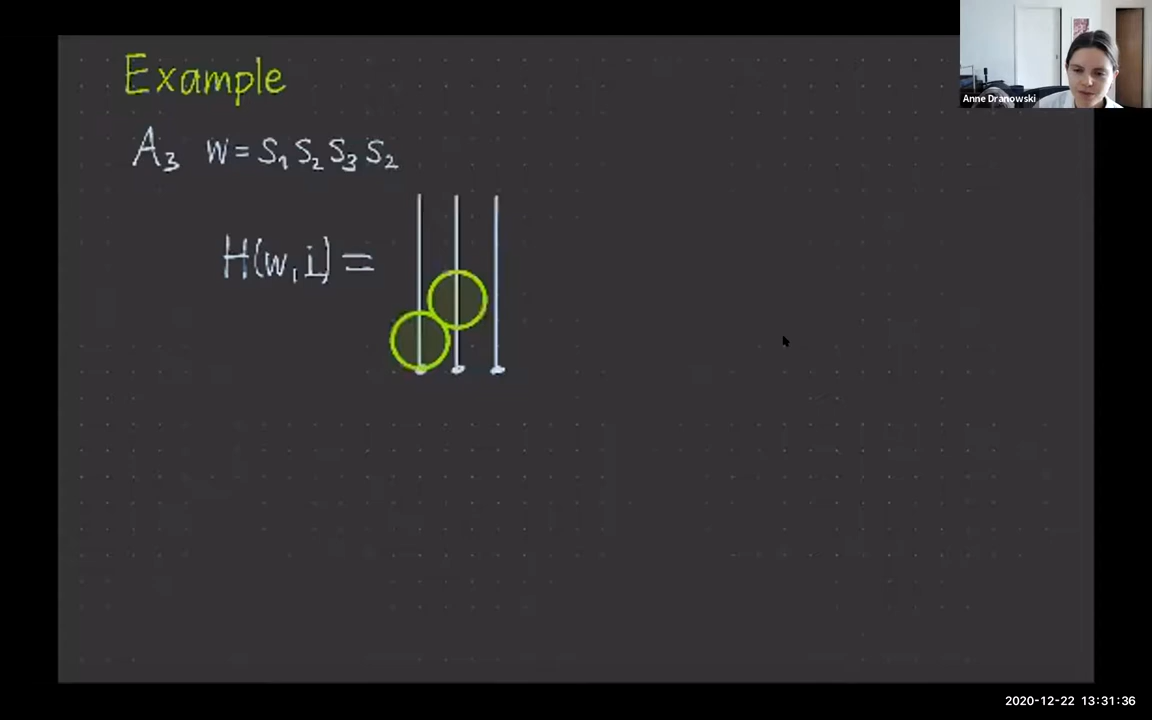 Example
Anne Dranowski
A₃ w = s₁ s₂ s₃ s₂
H(w, i) =
2020-12-22 13:31:36